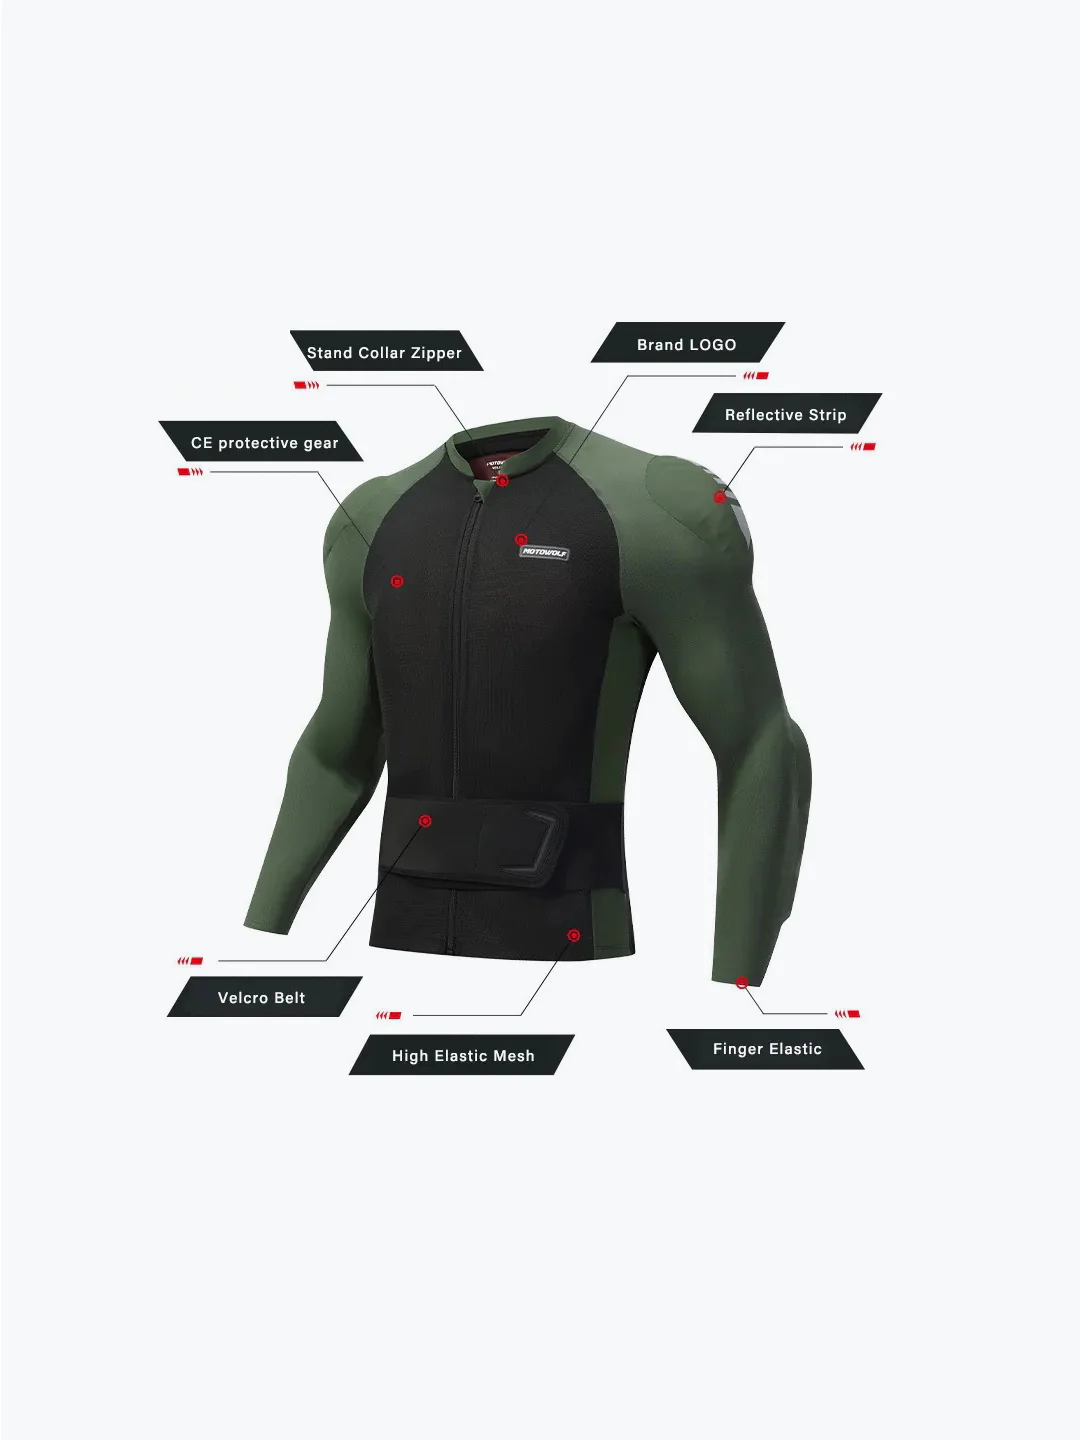 Brand LOGO
Stand Collar Zipper
Reflective Strip
CE protective gear
MOTOWOLF
Velcro Belt
High Elastic Mesh
Finger Elastic